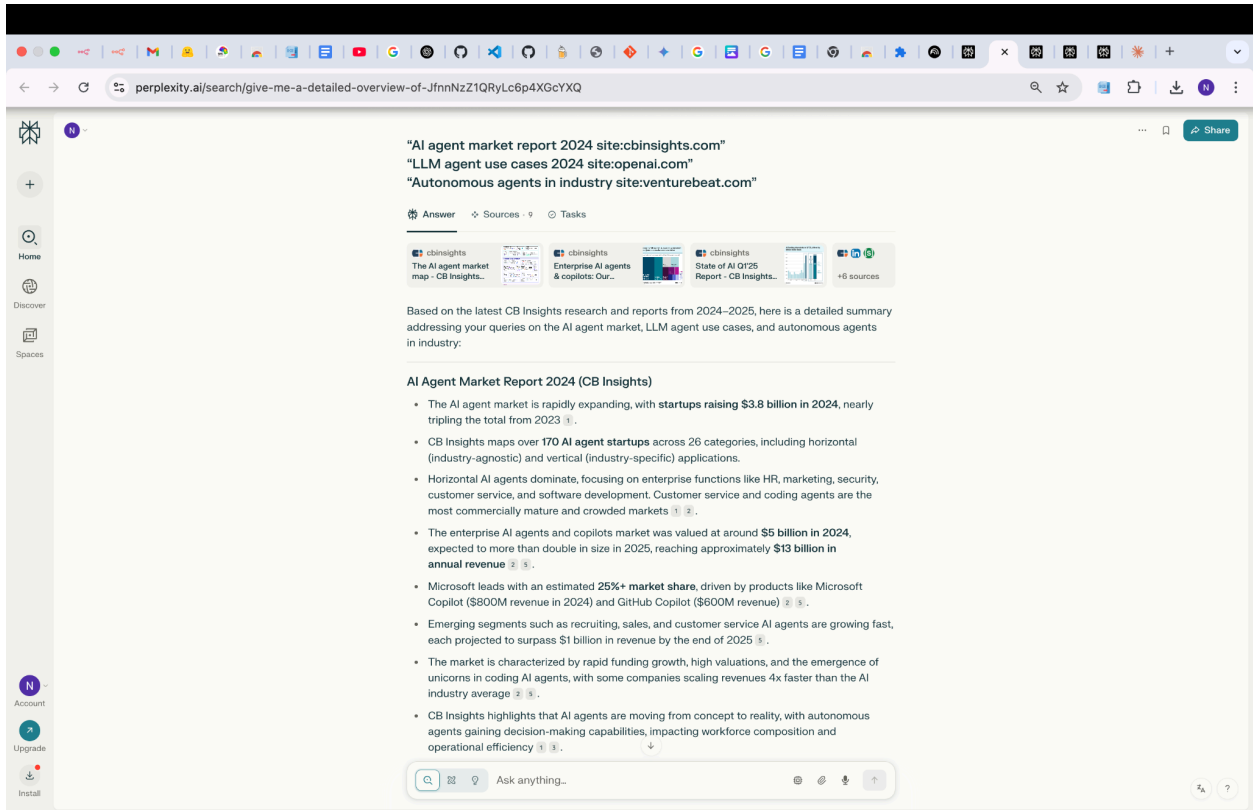 perplexity.ai/search/give-me-a-detailed-overview-of-JfnnNzZ1QRyLc6p4XGcYXQ
N
N
Share
“AI agent market report 2024 site:cbinsights.com”
“LLM agent use cases 2024 site:openai.com”
“Autonomous agents in industry site:venturebeat.com”
Answer
Sources · 9
Tasks
Home
Discover
Spaces
cbinsights
The AI agent market
map - CB Insights...
cbinsights
Enterprise AI agents
& copilots: Our...
cbinsights
State of AI Q1'25
Report - CB Insights...
+6 sources
Based on the latest CB Insights research and reports from 2024–2025, here is a detailed summary
addressing your queries on the AI agent market, LLM agent use cases, and autonomous agents
in industry:
AI Agent Market Report 2024 (CB Insights)
• The AI agent market is rapidly expanding, with startups raising $3.8 billion in 2024, nearly
tripling the total from 2023 1 .
• CB Insights maps over 170 AI agent startups across 26 categories, including horizontal
(industry-agnostic) and vertical (industry-specific) applications.
• Horizontal AI agents dominate, focusing on enterprise functions like HR, marketing, security,
customer service, and software development. Customer service and coding agents are the
most commercially mature and crowded markets 1 2 .
• The enterprise AI agents and copilots market was valued at around $5 billion in 2024,
expected to more than double in size in 2025, reaching approximately $13 billion in
annual revenue 2 5 .
• Microsoft leads with an estimated 25%+ market share, driven by products like Microsoft
Copilot ($800M revenue in 2024) and GitHub Copilot ($600M revenue) 2 5 .
• Emerging segments such as recruiting, sales, and customer service AI agents are growing fast,
each projected to surpass $1 billion in revenue by the end of 2025 5 .
• The market is characterized by rapid funding growth, high valuations, and the emergence of
unicorns in coding AI agents, with some companies scaling revenues 4x faster than the AI
industry average 2 5 .
• CB Insights highlights that AI agents are moving from concept to reality, with autonomous
agents gaining decision-making capabilities, impacting workforce composition and
operational efficiency 1 3 .
N
Account
Upgrade
Install
Ask anything...
?